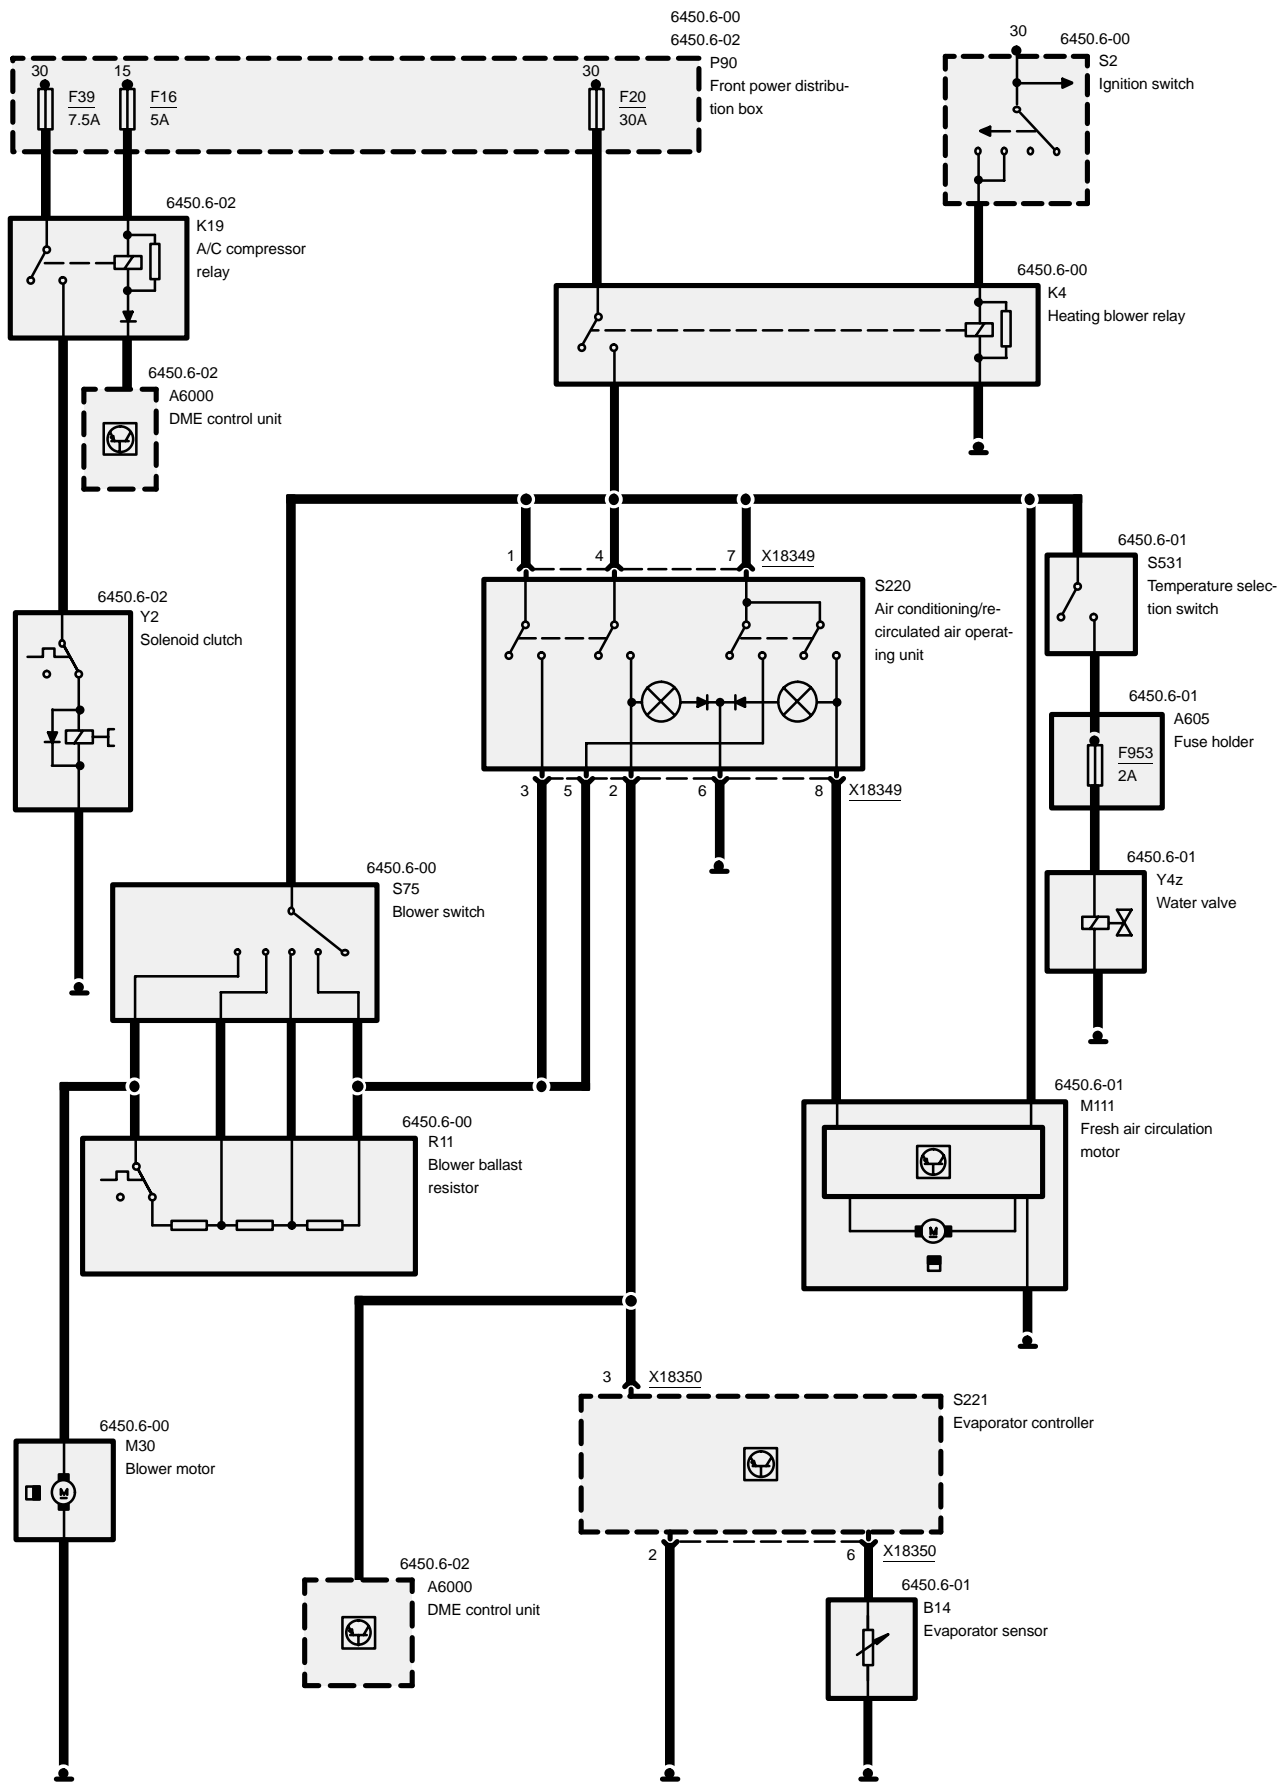 6450.6-00
6450.6-02
P90
Front power distribu-
tion box
30
15
30
F39
7.5A
F16
5A
F20
30A
30
6450.6-00
S2
Ignition switch
6450.6-02
K19
A/C compressor
relay
6450.6-00
K4
Heating blower relay
6450.6-02
A6000
DME control unit
1
4
7
X18349
S220
Air conditioning/re-
circulated air operat-
ing unit
6450.6-01
S531
Temperature selec-
tion switch
6450.6-02
Y2
Solenoid clutch
6450.6-01
A605
Fuse holder
F953
2A
3
5
2
6
8
X18349
6450.6-00
S75
Blower switch
6450.6-01
Y4z
Water valve
6450.6-00
R11
Blower ballast
resistor
6450.6-01
M111
Fresh air circulation
motor
M
3
X18350
S221
Evaporator controller
6450.6-00
M30
Blower motor
M
2
6
X18350
6450.6-02
A6000
DME control unit
6450.6-01
B14
Evaporator sensor